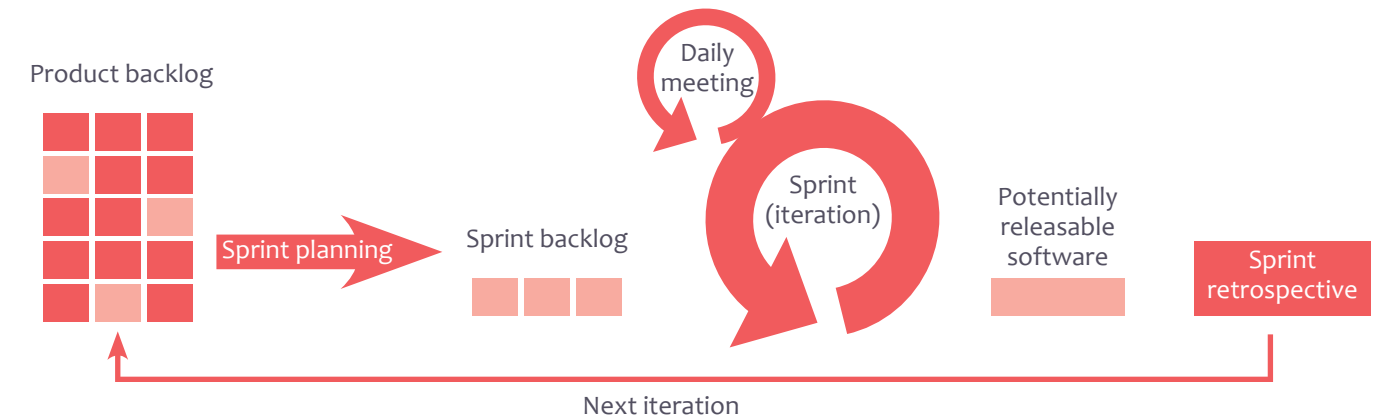 Product backlog
Sprint planning
Sprint backlog
Daily
meeting
Sprint
(iteration)
Potentially
releasable
software
Sprint
retrospective
Next iteration